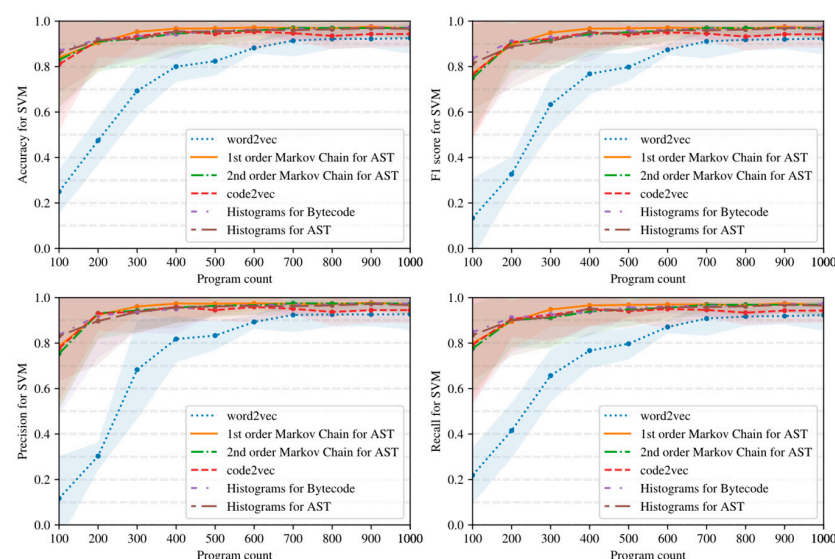 1.0
0.8
0.6
0.4
0.2
0.0
Accuracy for SVM
word2vec
1st order Markov Chain for AST
2nd order Markov Chain for AST
code2vec
Histograms for Bytecode
Histograms for AST
100 200 300 400 500 600 700 800 900 1000
Program count
1.0
0.8
0.6
0.4
0.2
0.0
F1 score for SVM
word2vec
1st order Markov Chain for AST
2nd order Markov Chain for AST
code2vec
Histograms for Bytecode
Histograms for AST
100 200 300 400 500 600 700 800 900 1000
Program count
1.0
0.8
0.6
0.4
0.2
0.0
Precision for SVM
word2vec
1st order Markov Chain for AST
2nd order Markov Chain for AST
code2vec
Histograms for Bytecode
Histograms for AST
100 200 300 400 500 600 700 800 900 1000
Program count
1.0
0.8
0.6
0.4
0.2
0.0
Recall for SVM
word2vec
1st order Markov Chain for AST
2nd order Markov Chain for AST
code2vec
Histograms for Bytecode
Histograms for AST
100 200 300 400 500 600 700 800 900 1000
Program count